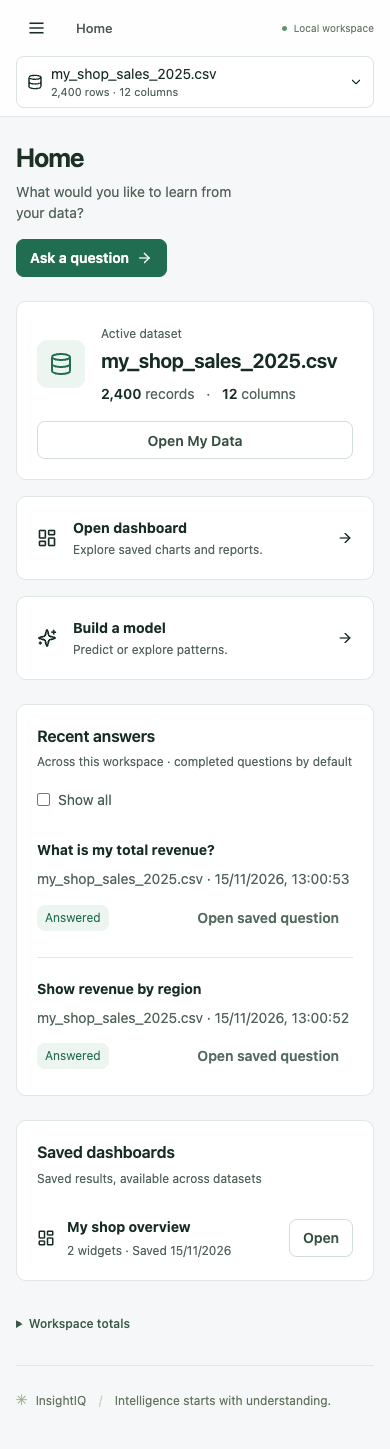 Home
Local workspace
my_shop_sales_2025.csv
2,400 rows · 12 columns
Home
What would you like to learn from
your data?
Ask a question
Active dataset
my_shop_sales_2025.csv
2,400 records · 12 columns
Open My Data
Open dashboard
Explore saved charts and reports.
Build a model
Predict or explore patterns.
Recent answers
Across this workspace · completed questions by default
Show all
What is my total revenue?
my_shop_sales_2025.csv · 15/11/2026, 13:00:53
Answered
Open saved question
Show revenue by region
my_shop_sales_2025.csv · 15/11/2026, 13:00:52
Answered
Open saved question
Saved dashboards
Saved results, available across datasets
My shop overview
2 widgets · Saved 15/11/2026
Open
Workspace totals
InsightIQ / Intelligence starts with understanding.